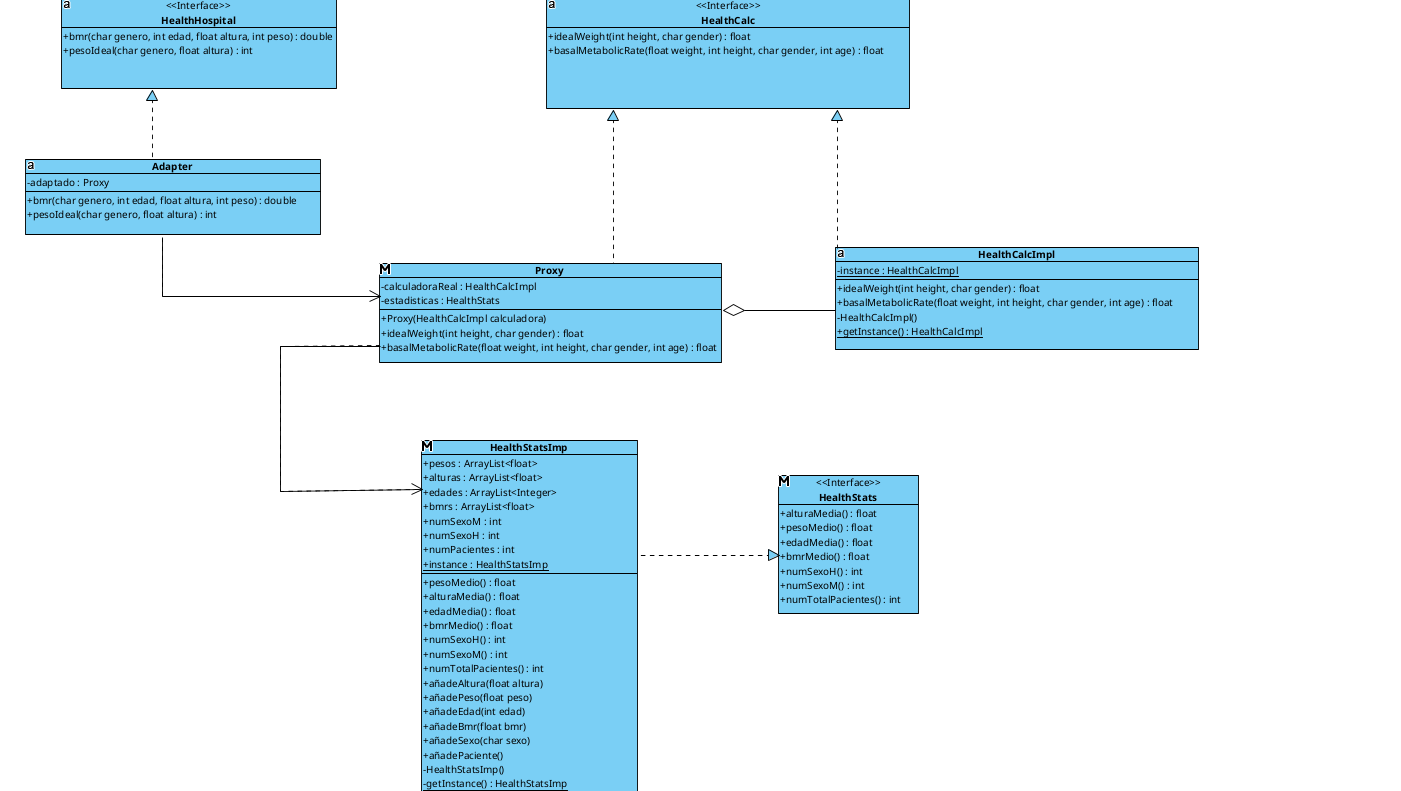 a
<<Interface>>
HealthHospital
+bmr(char genero, int edad, float altura, int peso) : double
+pesoIdeal(char genero, float altura) : int
a
<<Interface>>
HealthCalc
+idealWeight(int height, char gender) : float
+basalMetabolicRate(float weight, int height, char gender, int age) : float
a
Adapter
-adaptado : Proxy
+bmr(char genero, int edad, float altura, int peso) : double
+pesoIdeal(char genero, float altura) : int
M
Proxy
-calculadoraReal : HealthCalcImpl
-estadisticas : HealthStats
+Proxy(HealthCalcImpl calculadora)
+idealWeight(int height, char gender) : float
+basalMetabolicRate(float weight, int height, char gender, int age) : float
a
HealthCalcImpl
-instance : HealthCalcImpl
+idealWeight(int height, char gender) : float
+basalMetabolicRate(float weight, int height, char gender, int age) : float
-HealthCalcImpl()
+getInstance() : HealthCalcImpl
M
HealthStatsImp
+pesos : ArrayList<float>
+alturas : ArrayList<float>
+edades : ArrayList<Integer>
+bmrs : ArrayList<float>
+numSexoM : int
+numSexoH : int
+numPacientes : int
+instance : HealthStatsImp
+pesoMedio() : float
+alturaMedia() : float
+edadMedia() : float
+bmrMedio() : float
+numSexoH() : int
+numSexoM() : int
+numTotalPacientes() : int
+añadeAltura(float altura)
+añadePeso(float peso)
+añadeEdad(int edad)
+añadeBmr(float bmr)
+añadeSexo(char sexo)
+añadePaciente()
-HealthStatsImp()
-getInstance() : HealthStatsImp
M
<<Interface>>
HealthStats
+alturaMedia() : float
+pesoMedio() : float
+edadMedia() : float
+bmrMedio() : float
+numSexoH() : int
+numSexoM() : int
+numTotalPacientes() : int